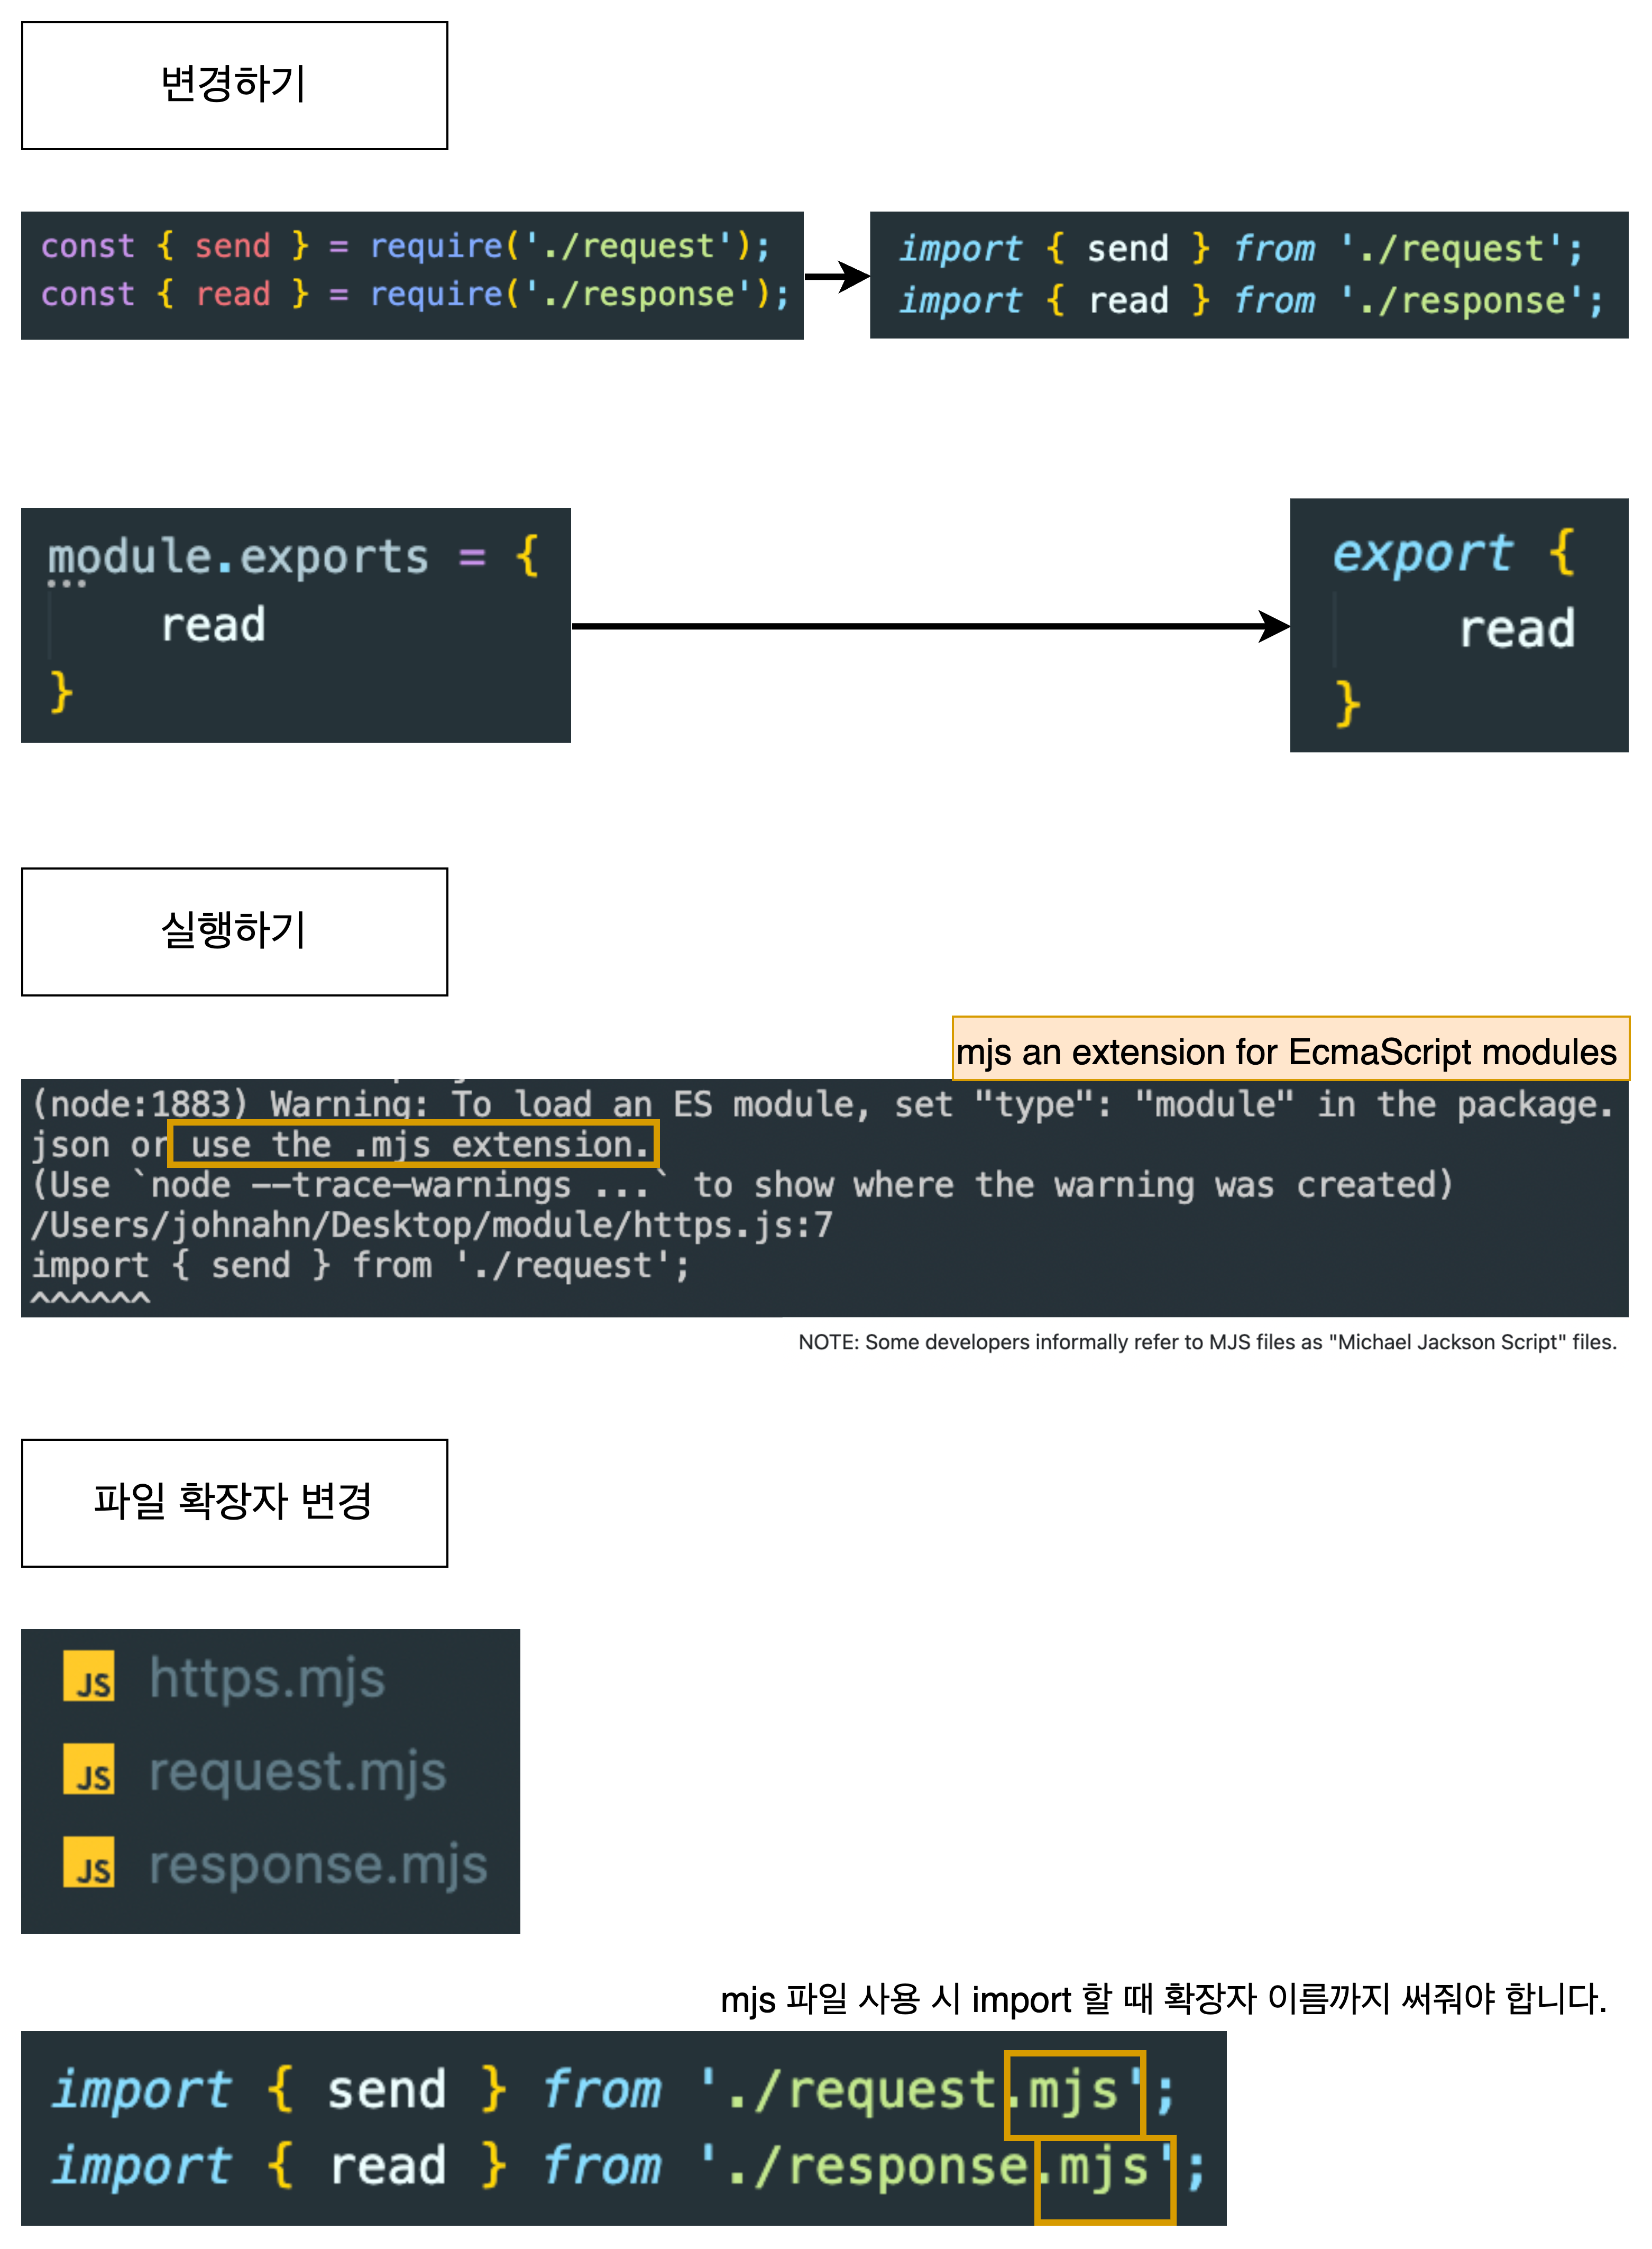 변경하기
const { send } = require('./request');
const { read } = require('./response');
import { send } from './request';
import { read } from './response';
module.exports = {
read
}
export {
read
}
실행하기
mjs an extension for EcmaScript modules
(node:1883) Warning: To load an ES module, set "type": "module" in the package.
json or use the .mjs extension.
(Use `node --trace-warnings ...` to show where the warning was created)
/Users/johnahn/Desktop/module/https.js:7
import { send } from './request';
^^^^^^
NOTE: Some developers informally refer to MJS files as "Michael Jackson Script" files.
파일 확장자 변경
JS https.mjs
JS request.mjs
JS response.mjs
mjs 파일 사용 시 import 할 때 확장자 이름까지 써줘야 합니다.
import { send } from './request.mjs';
import { read } from './response.mjs';